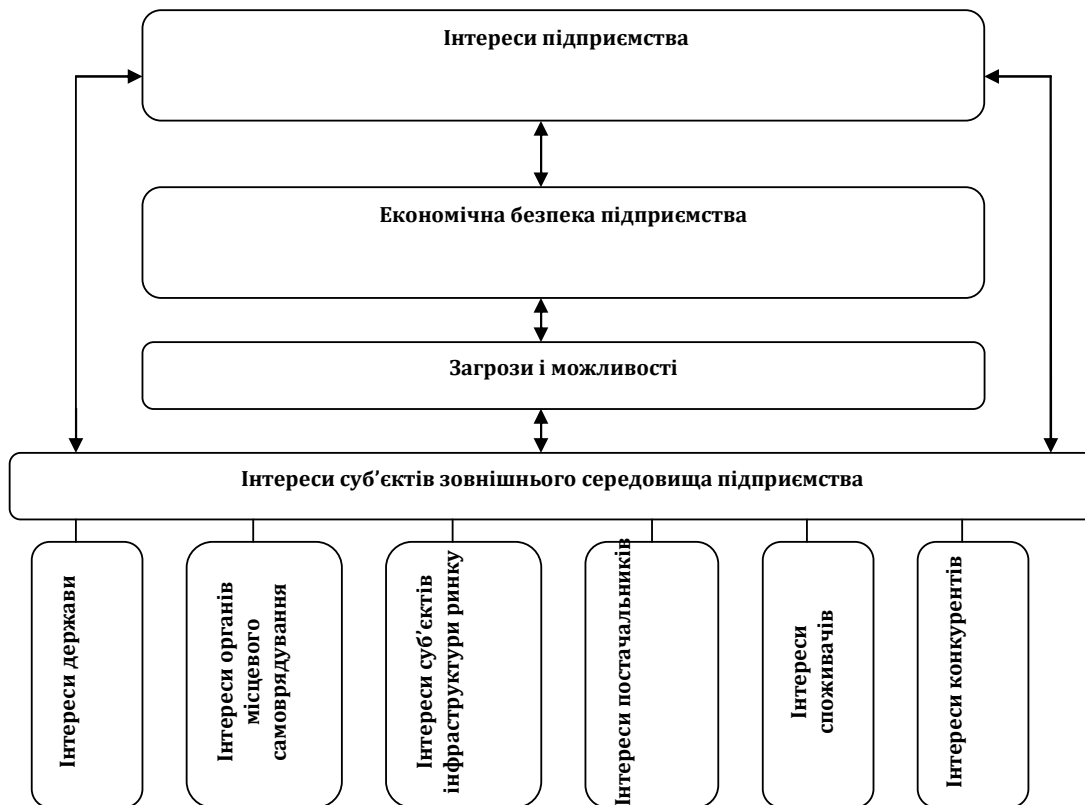 Інтереси підприємства
Економічна безпека підприємства
Загрози і можливості
Інтереси суб’єктів зовнішнього середовища підприємства
Інтереси держави
Інтереси органів
місцевого
самоврядування
Інтереси суб’єктів
інфраструктури ринку
Інтереси постачальників
Інтереси
споживачів
Інтереси конкурентів